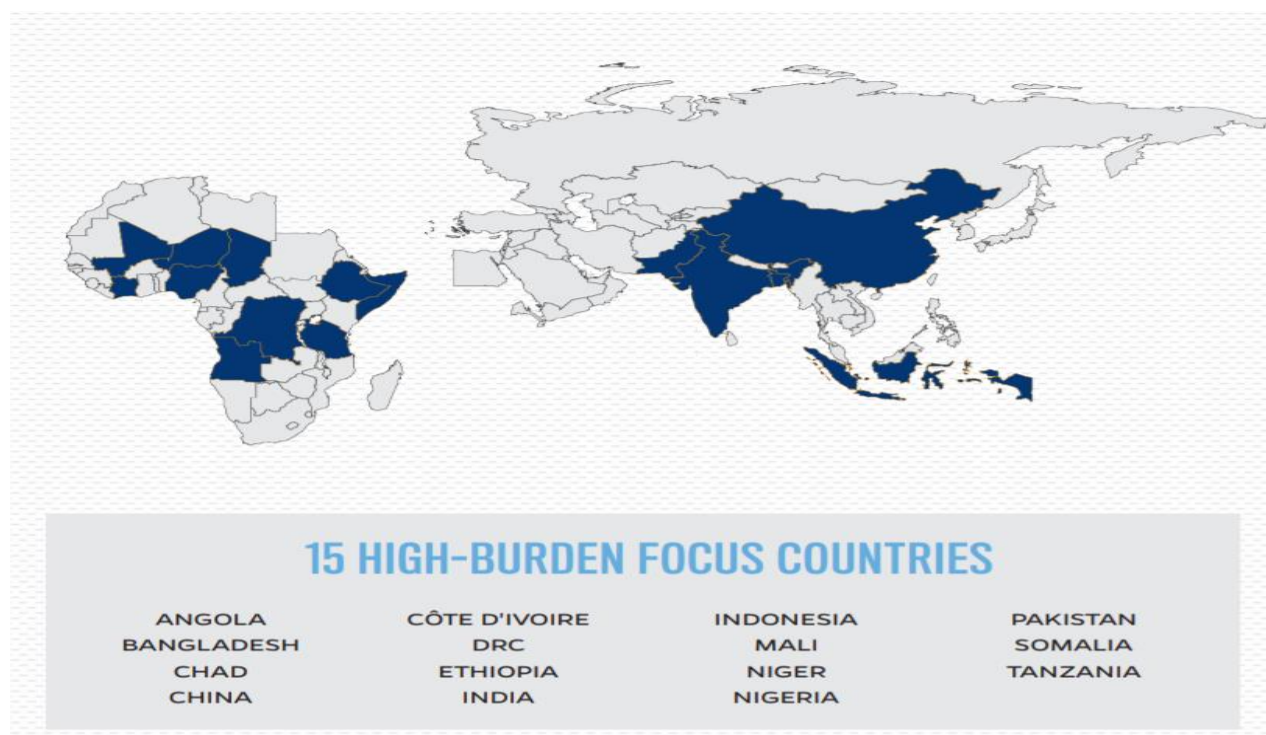 15 HIGH-BURDEN FOCUS COUNTRIES
ANGOLA
BANGLADESH
CHAD
CHINA
CÔTE D'IVOIRE
DRC
ETHIOPIA
INDIA
INDONESIA
MALI
NIGER
NIGERIA
PAKISTAN
SOMALIA
TANZANIA